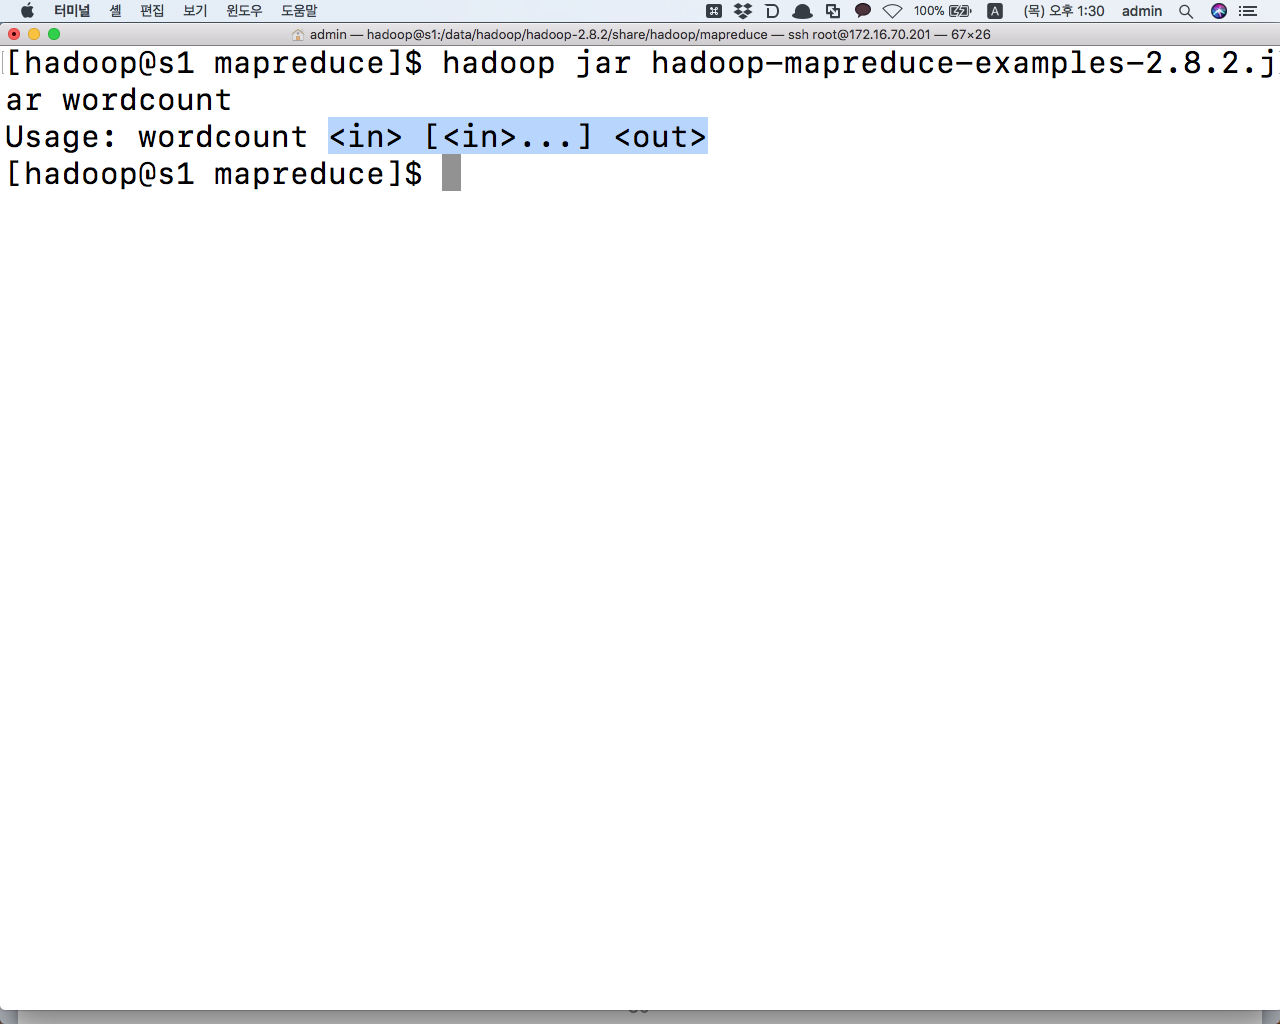 터미널 셸 편집 보기 윈도우 도움말 100% A (목) 오후 1:30 admin
admin — hadoop@s1:/data/hadoop/hadoop-2.8.2/share/hadoop/mapreduce — ssh root@172.16.70.201 — 67×26
[hadoop@s1 mapreduce]$ hadoop jar hadoop-mapreduce-examples-2.8.2.j
ar wordcount
Usage: wordcount <in> [<in>...] <out>
[hadoop@s1 mapreduce]$